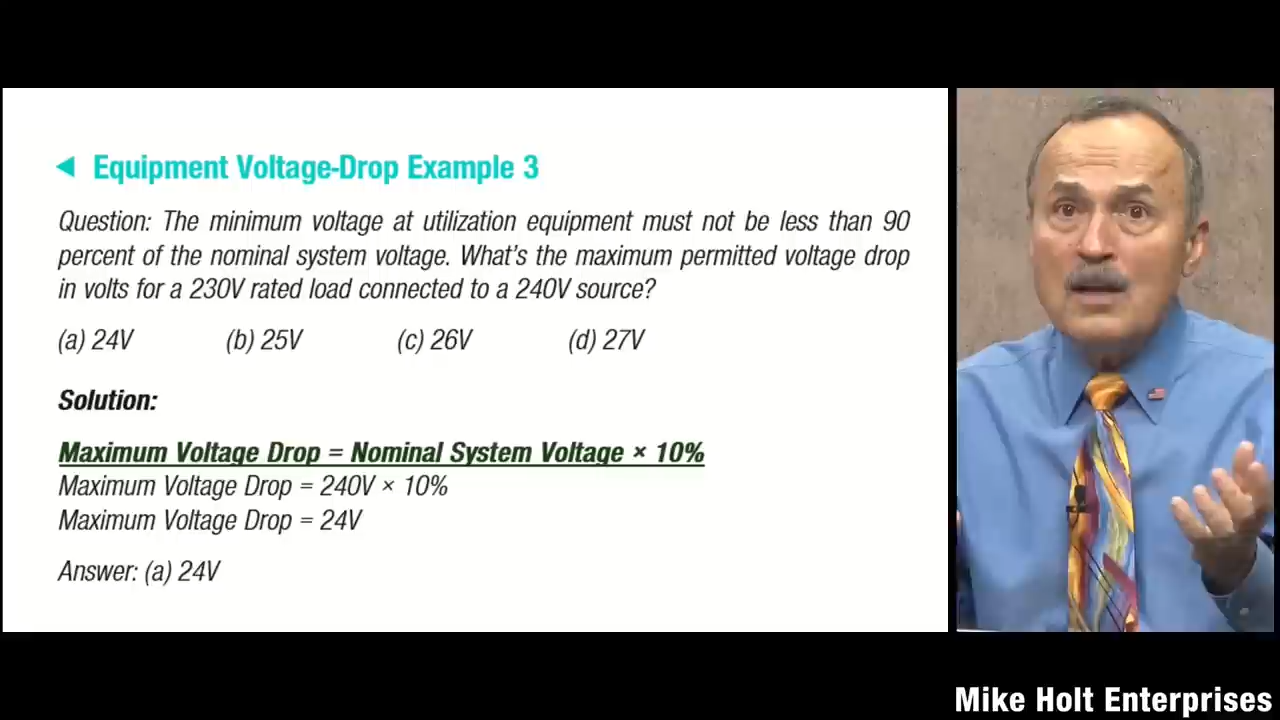 ◄ Equipment Voltage-Drop Example 3
Question: The minimum voltage at utilization equipment must not be less than 90
percent of the nominal system voltage. What's the maximum permitted voltage drop
in volts for a 230V rated load connected to a 240V source?
(a) 24V (b) 25V (c) 26V (d) 27V
Solution:
Maximum Voltage Drop = Nominal System Voltage × 10%
Maximum Voltage Drop = 240V × 10%
Maximum Voltage Drop = 24V
Answer: (a) 24V
Mike Holt Enterprises